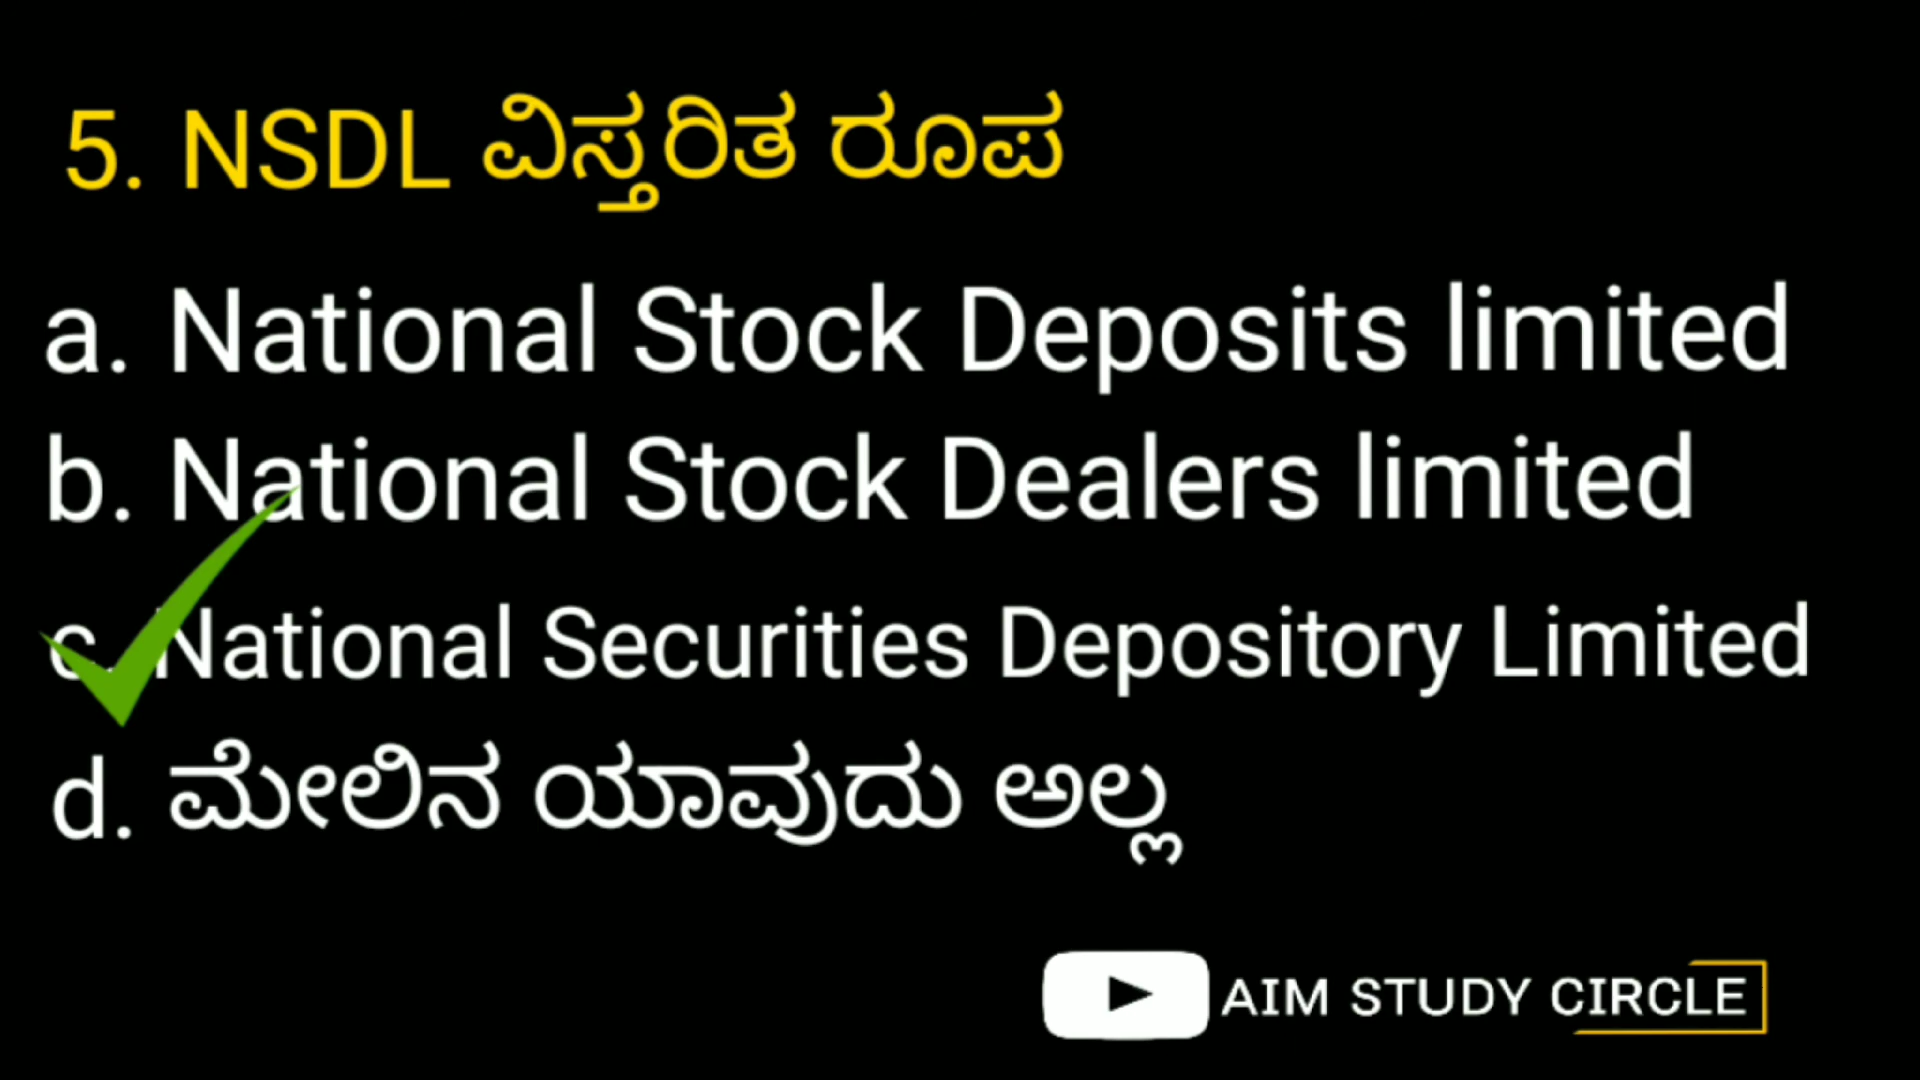 5. NSDL ವಿಸ್ತರಿತ ರೂಪ
a. National Stock Deposits limited
b. National Stock Dealers limited
c. National Securities Depository Limited
d. ಮೇಲಿನ ಯಾವುದು ಅಲ್ಲ
AIM STUDY CIRCLE